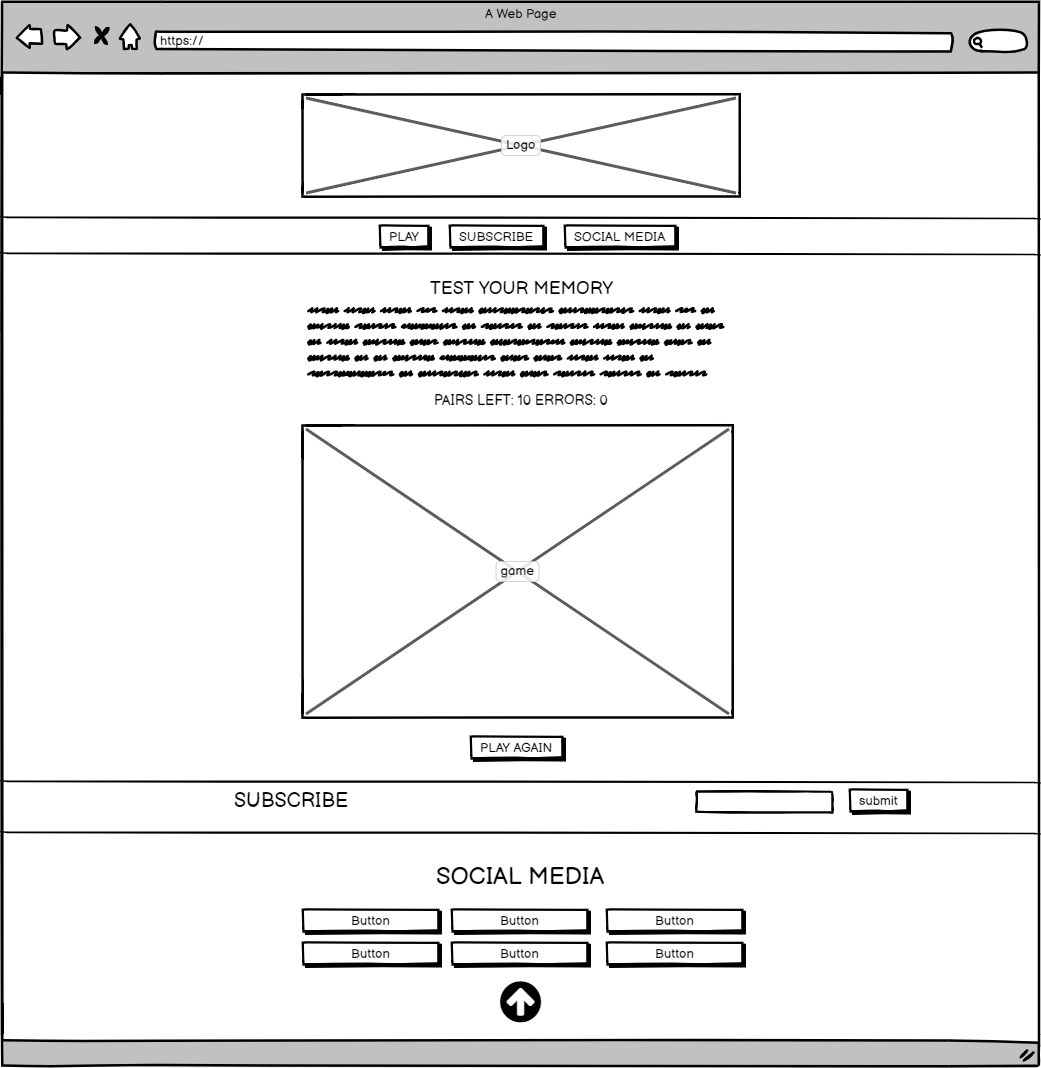 A Web Page
https://
Logo
PLAY SUBSCRIBE SOCIAL MEDIA
TEST YOUR MEMORY
PAIRS LEFT: 10 ERRORS: 0
game
PLAY AGAIN
SUBSCRIBE submit
SOCIAL MEDIA
Button Button Button
Button Button Button